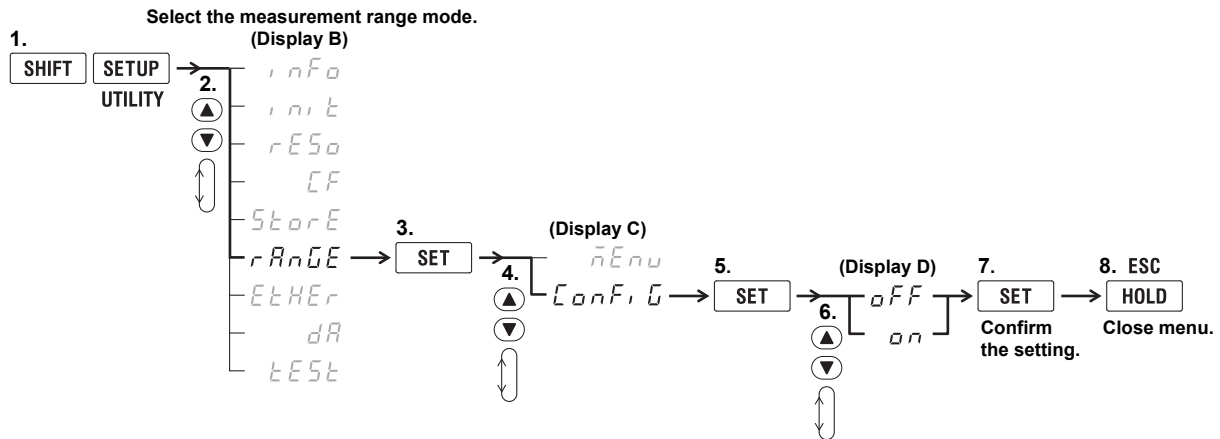 Select the measurement range mode.
1.
(Display B)
SHIFT SETUP
UTILITY
2.
inFo
init
rESo
CF
StorE
rAnGE
EtHEr
dA
tESt
3.
SET
(Display C)
4.
mEnu
ConFiG
5.
SET
(Display D)
6.
oFF
on
7.
SET
Confirm
the setting.
8. ESC
HOLD
Close menu.